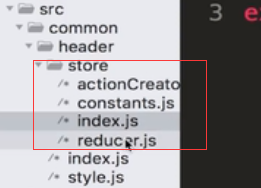 src
common
header
store
actionCreato
constants.js
index.js
reducer.js
index.js
style.js
3